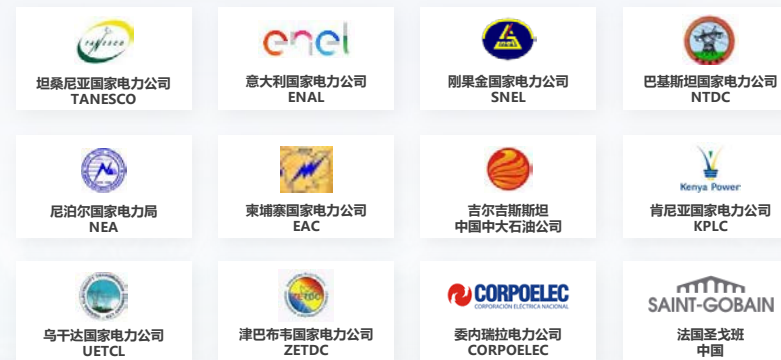 TANESCO
坦桑尼亚国家电力公司
TANESCO
enel
意大利国家电力公司
ENAL
刚果金国家电力公司
SNEL
巴基斯坦国家电力公司
NTDC
尼泊尔国家电力局
NEA
柬埔寨国家电力公司
EAC
吉尔吉斯斯坦
中国中大石油公司
Kenya Power
肯尼亚国家电力公司
KPLC
乌干达国家电力公司
UETCL
ZETDC
津巴布韦国家电力公司
ZETDC
CORPOELEC
CORPORACIÓN ELÉCTRICA NACIONAL
委内瑞拉电力公司
CORPOELEC
SAINT-GOBAIN
法国圣戈班
中国